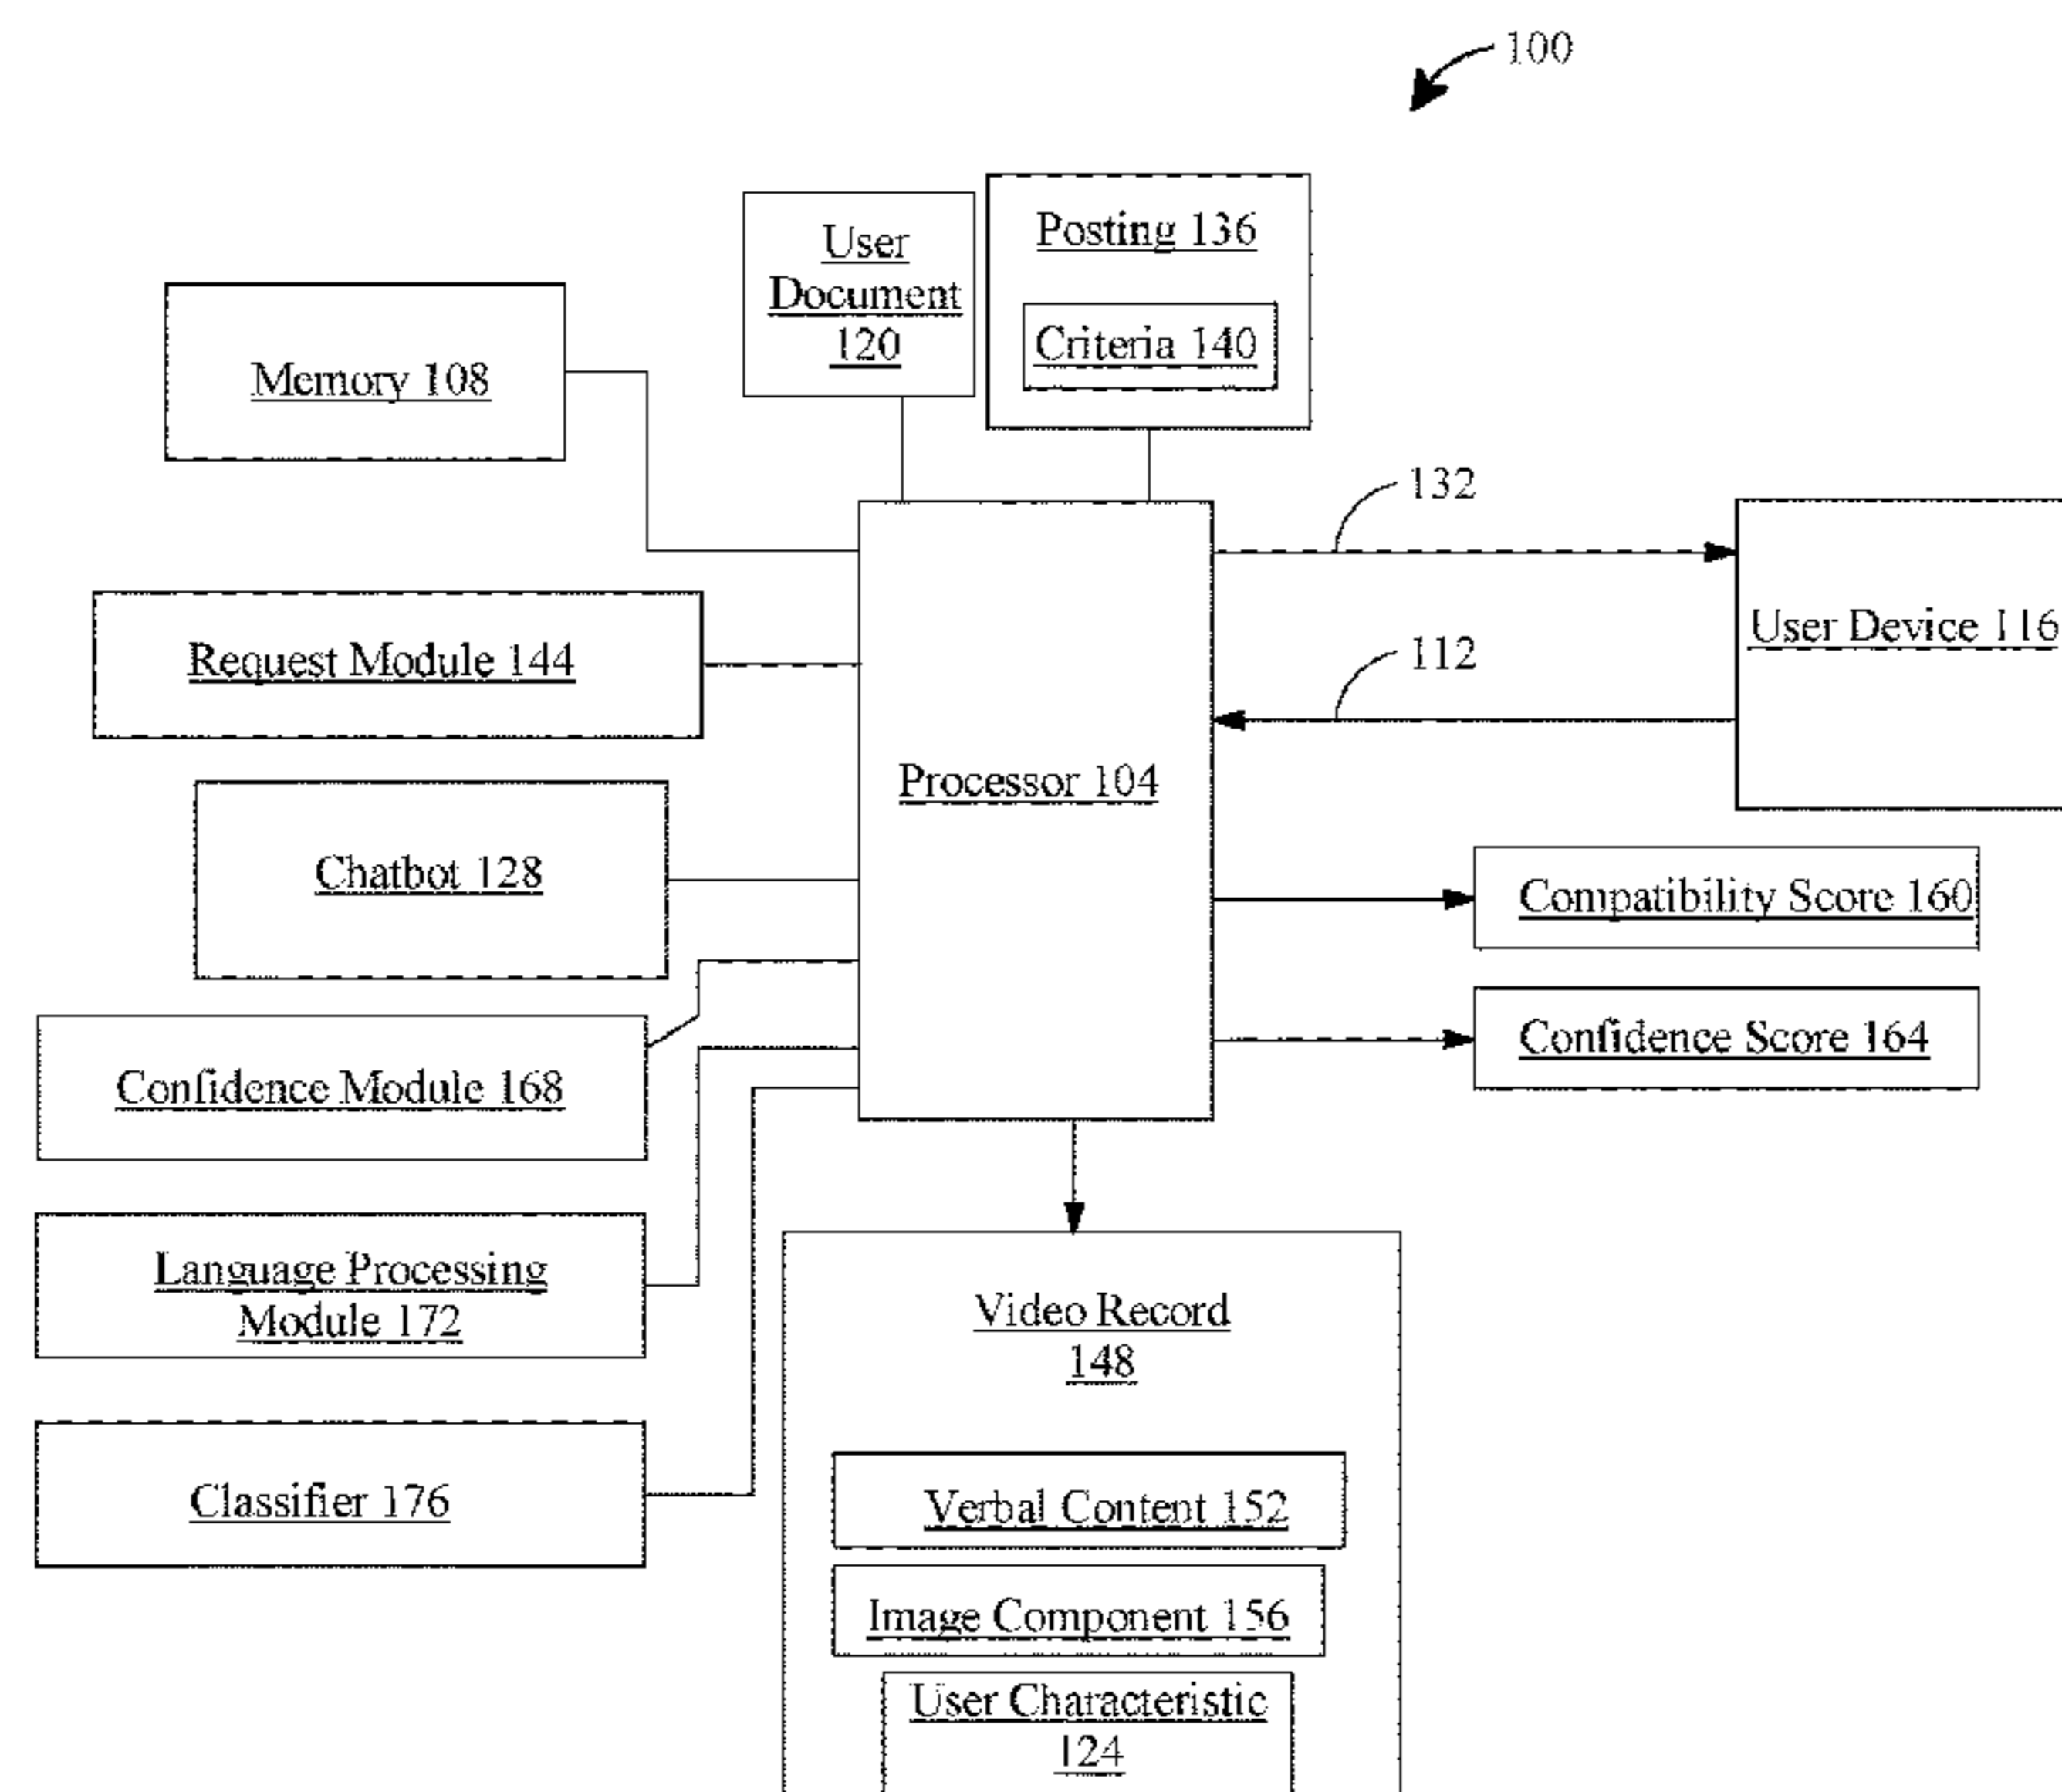 100
User
Document
120
Posting 136
Criteria 140
Memory 108
132
Request Module 144
User Device 116
112
Processor 104
Chatbot 128
Compatibility Score 160
Confidence Score 164
Confidence Module 168
Language Processing
Module 172
Video Record
148
Classifier 176
Verbal Content 152
Image Component 156
User Characteristic
124